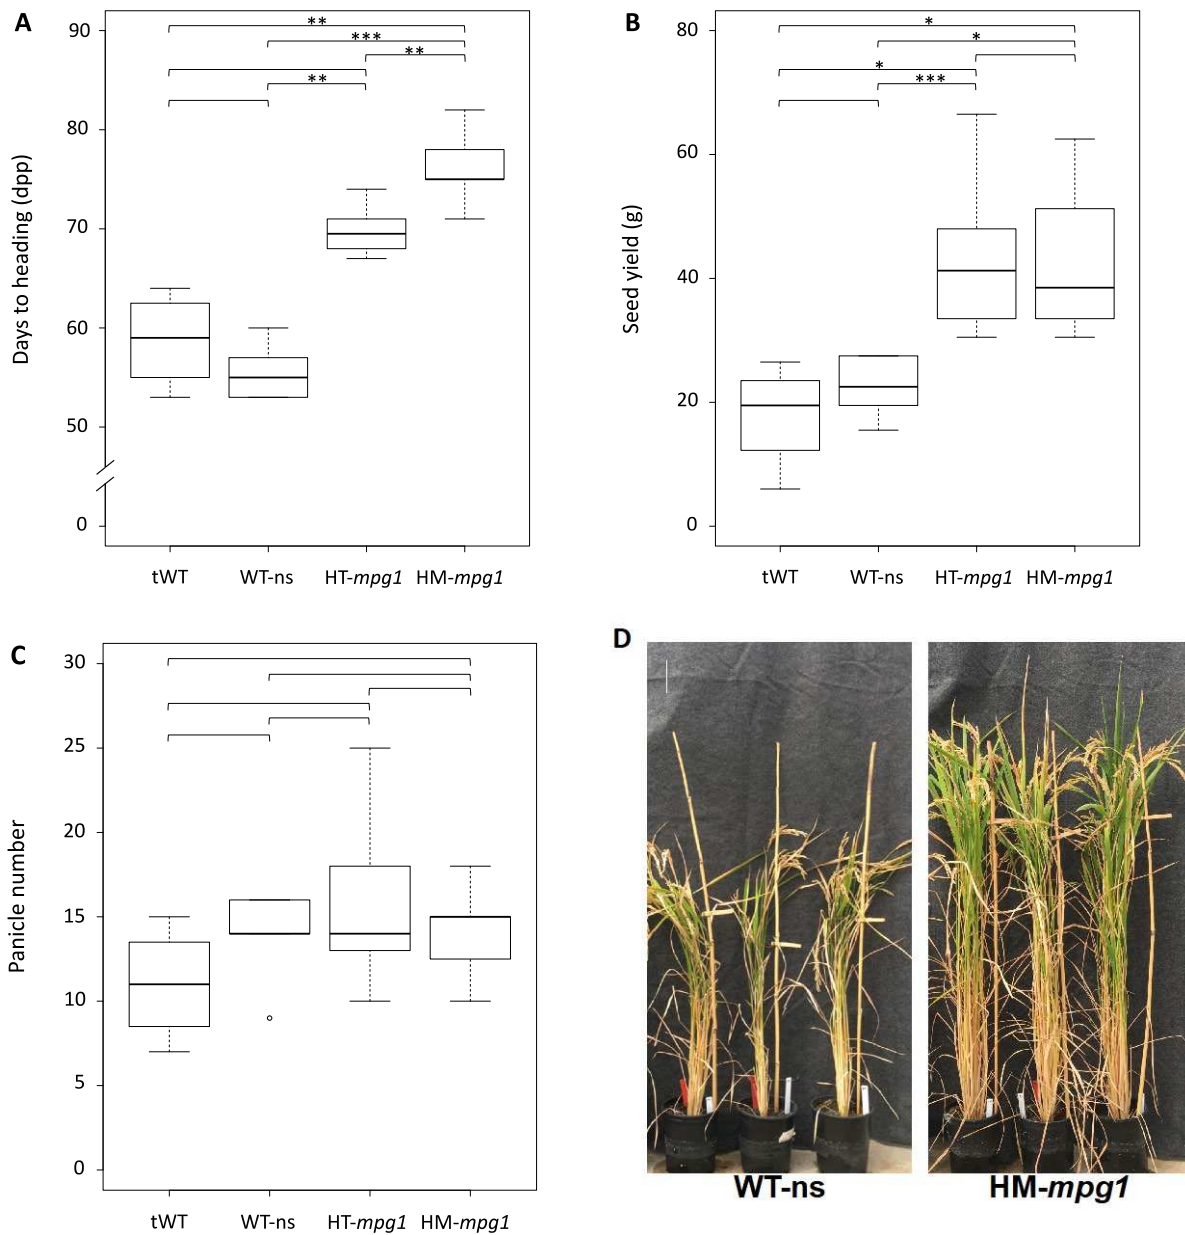 A
Days to heading (dpp)
90
80
70
60
50
0
**
***
**
**
tWT
WT-ns
HT-mpg1
HM-mpg1
B
Seed yield (g)
80
60
40
20
0
*
*
*
***
tWT
WT-ns
HT-mpg1
HM-mpg1
C
Panicle number
30
25
20
15
10
5
0
tWT
WT-ns
HT-mpg1
HM-mpg1
D
WT-ns
HM-mpg1